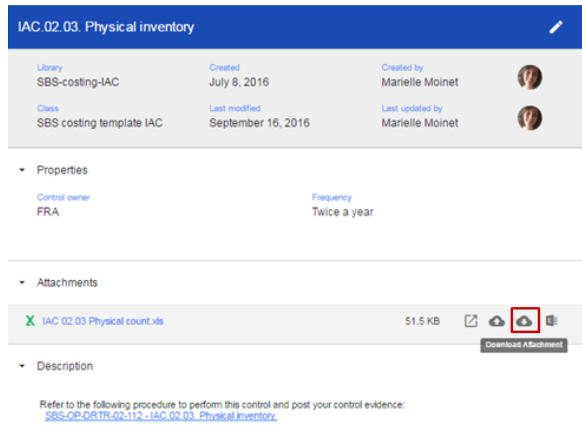 IAC.02.03. Physical inventory
Library Created Created by
SBS-costing-IAC July 8, 2016 Marielle Moinet
Class Last modified Last updated by
SBS costing template IAC September 16, 2016 Marielle Moinet
Properties
Control owner Frequency
FRA Twice a year
Attachments
IAC 02.03 Physical count.xls 51.5 KB
Download Attachment
Description
Refer to the following procedure to perform this control and post your control evidence:
SBS-OP-DRTR-02-112 - IAC.02.03. Physical inventory